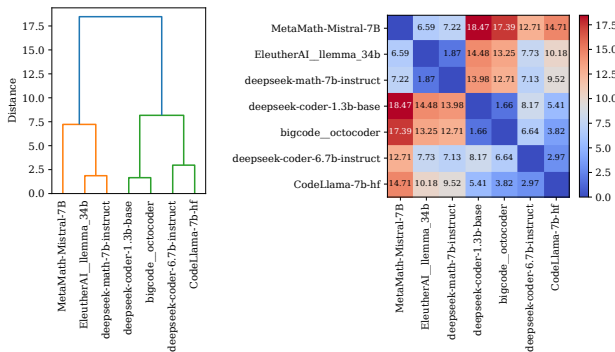 Distance
17.5
15.0
12.5
10.0
7.5
5.0
2.5
0.0
MetaMath-Mistral-7B
EleutherAI__llemma_34b
deepseek-math-7b-instruct
deepseek-coder-1.3b-base
bigcode__octocoder
deepseek-coder-6.7b-instruct
CodeLlama-7b-hf
MetaMath-Mistral-7B 6.59 7.22 18.47 17.39 12.71 14.71
EleutherAI__llemma_34b 6.59 1.87 14.48 13.25 7.73 10.18
deepseek-math-7b-instruct 7.22 1.87 13.98 12.71 7.13 9.52
deepseek-coder-1.3b-base 18.47 14.48 13.98 1.66 8.17 5.41
bigcode__octocoder 17.39 13.25 12.71 1.66 6.64 3.82
deepseek-coder-6.7b-instruct 12.71 7.73 7.13 8.17 6.64 2.97
CodeLlama-7b-hf 14.71 10.18 9.52 5.41 3.82 2.97
MetaMath-Mistral-7B
EleutherAI__llemma_34b
deepseek-math-7b-instruct
deepseek-coder-1.3b-base
bigcode__octocoder
deepseek-coder-6.7b-instruct
CodeLlama-7b-hf
17.5
15.0
12.5
10.0
7.5
5.0
2.5
0.0